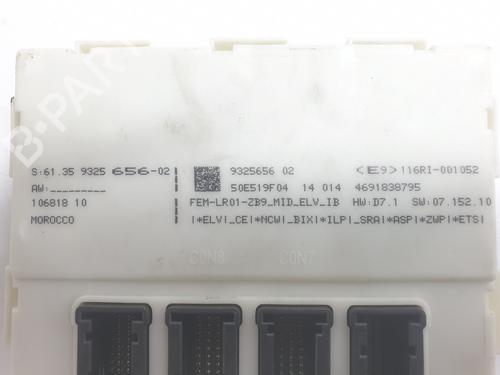 B-PARTS
S:61.35 9325 656-02
AW:_________
106818 10
MOROCCO
9325656 02
50E519F04 14 014
FEM-LR01-ZB9_MID_ELV_IB
<E9>116RI-001052
4691838795
HW:D7.1 SW:07.152.10
|*ELV|_CE|*NCW|_BIX|*ILP|_SRA|*ASP|*ZWP|*ETS|
CON8 CON7